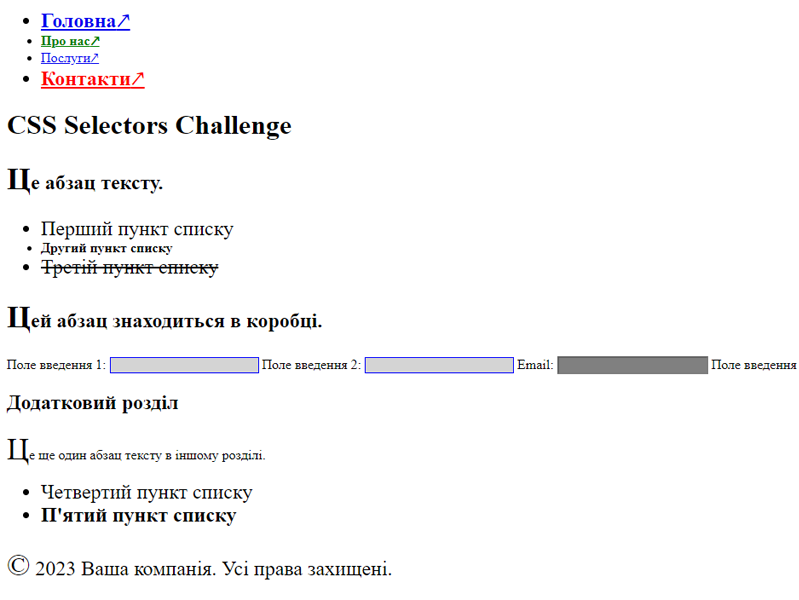 Головна↗
Про нас↗
Послуги↗
Контакти↗
CSS Selectors Challenge
Це абзац тексту.
Перший пункт списку
Другий пункт списку
Третій пункт списку
Цей абзац знаходиться в коробці.
Поле введення 1: Поле введення 2: Email: Поле введення
Додатковий розділ
Це ще один абзац тексту в іншому розділі.
Четвертий пункт списку
П'ятий пункт списку
© 2023 Ваша компанія. Усі права захищені.